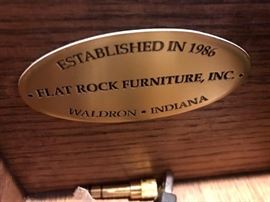 ESTABLISHED IN 1986
• FLAT ROCK FURNITURE, INC. •
WALDRON • INDIANA